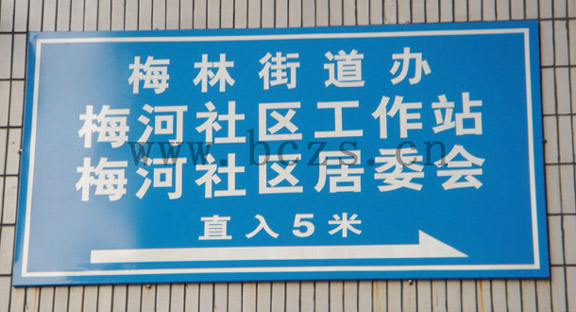 梅林街道办
梅河社区工作站
www.bczs.cn
梅河社区居委会
直入5米